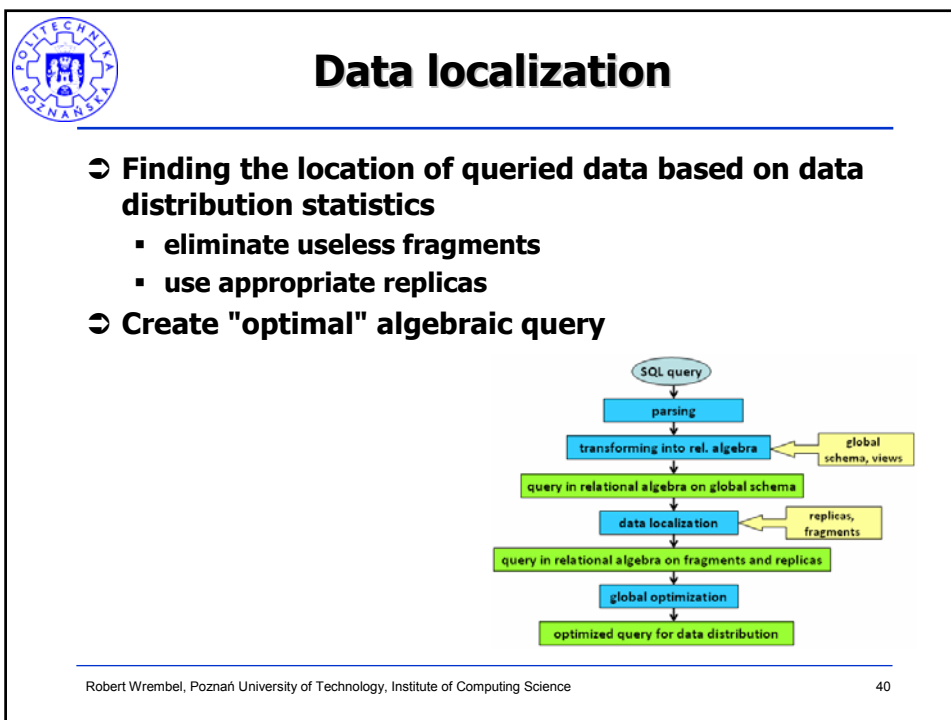 POLITECHNIKA
POZNAŃSKA
Data localization
➲ Finding the location of queried data based on data
distribution statistics
▪ eliminate useless fragments
▪ use appropriate replicas
➲ Create "optimal" algebraic query
SQL query
parsing
transforming into rel. algebra
global
schema, views
query in relational algebra on global schema
data localization
replicas,
fragments
query in relational algebra on fragments and replicas
global optimization
optimized query for data distribution
Robert Wrembel, Poznań University of Technology, Institute of Computing Science
40